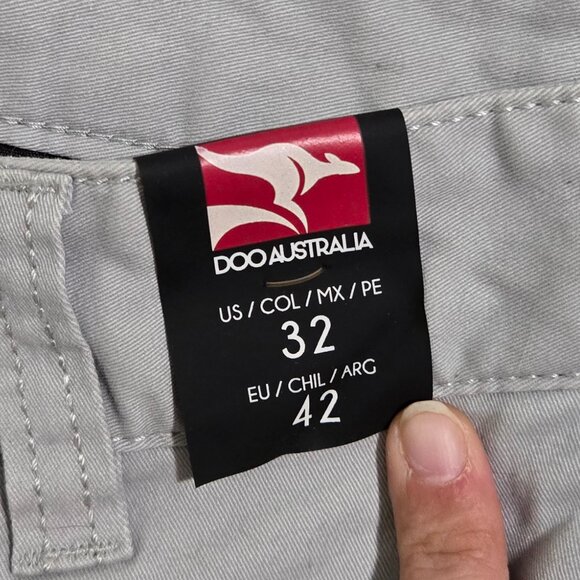 DOO AUSTRALIA
US / COL / MX / PE
32
EU / CHIL / ARG
42